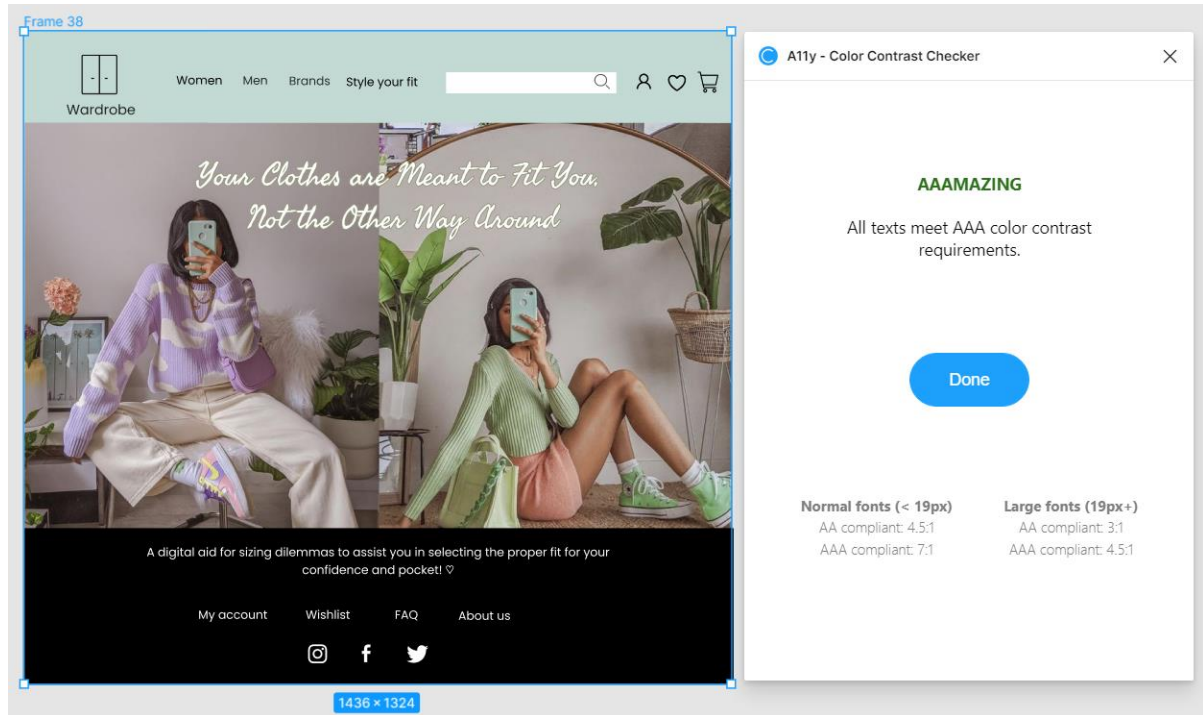 Frame 38
Wardrobe
Women Men Brands Style your fit
Your Clothes are Meant to Fit You.
Not the Other Way Around
A digital aid for sizing dilemmas to assist you in selecting the proper fit for your
confidence and pocket! ♡
My account Wishlist FAQ About us
1436 × 1324
A11y - Color Contrast Checker
AAAMAZING
All texts meet AAA color contrast
requirements.
Done
Normal fonts (< 19px) Large fonts (19px+)
AA compliant: 4.5:1 AA compliant: 3:1
AAA compliant: 7:1 AAA compliant: 4.5:1